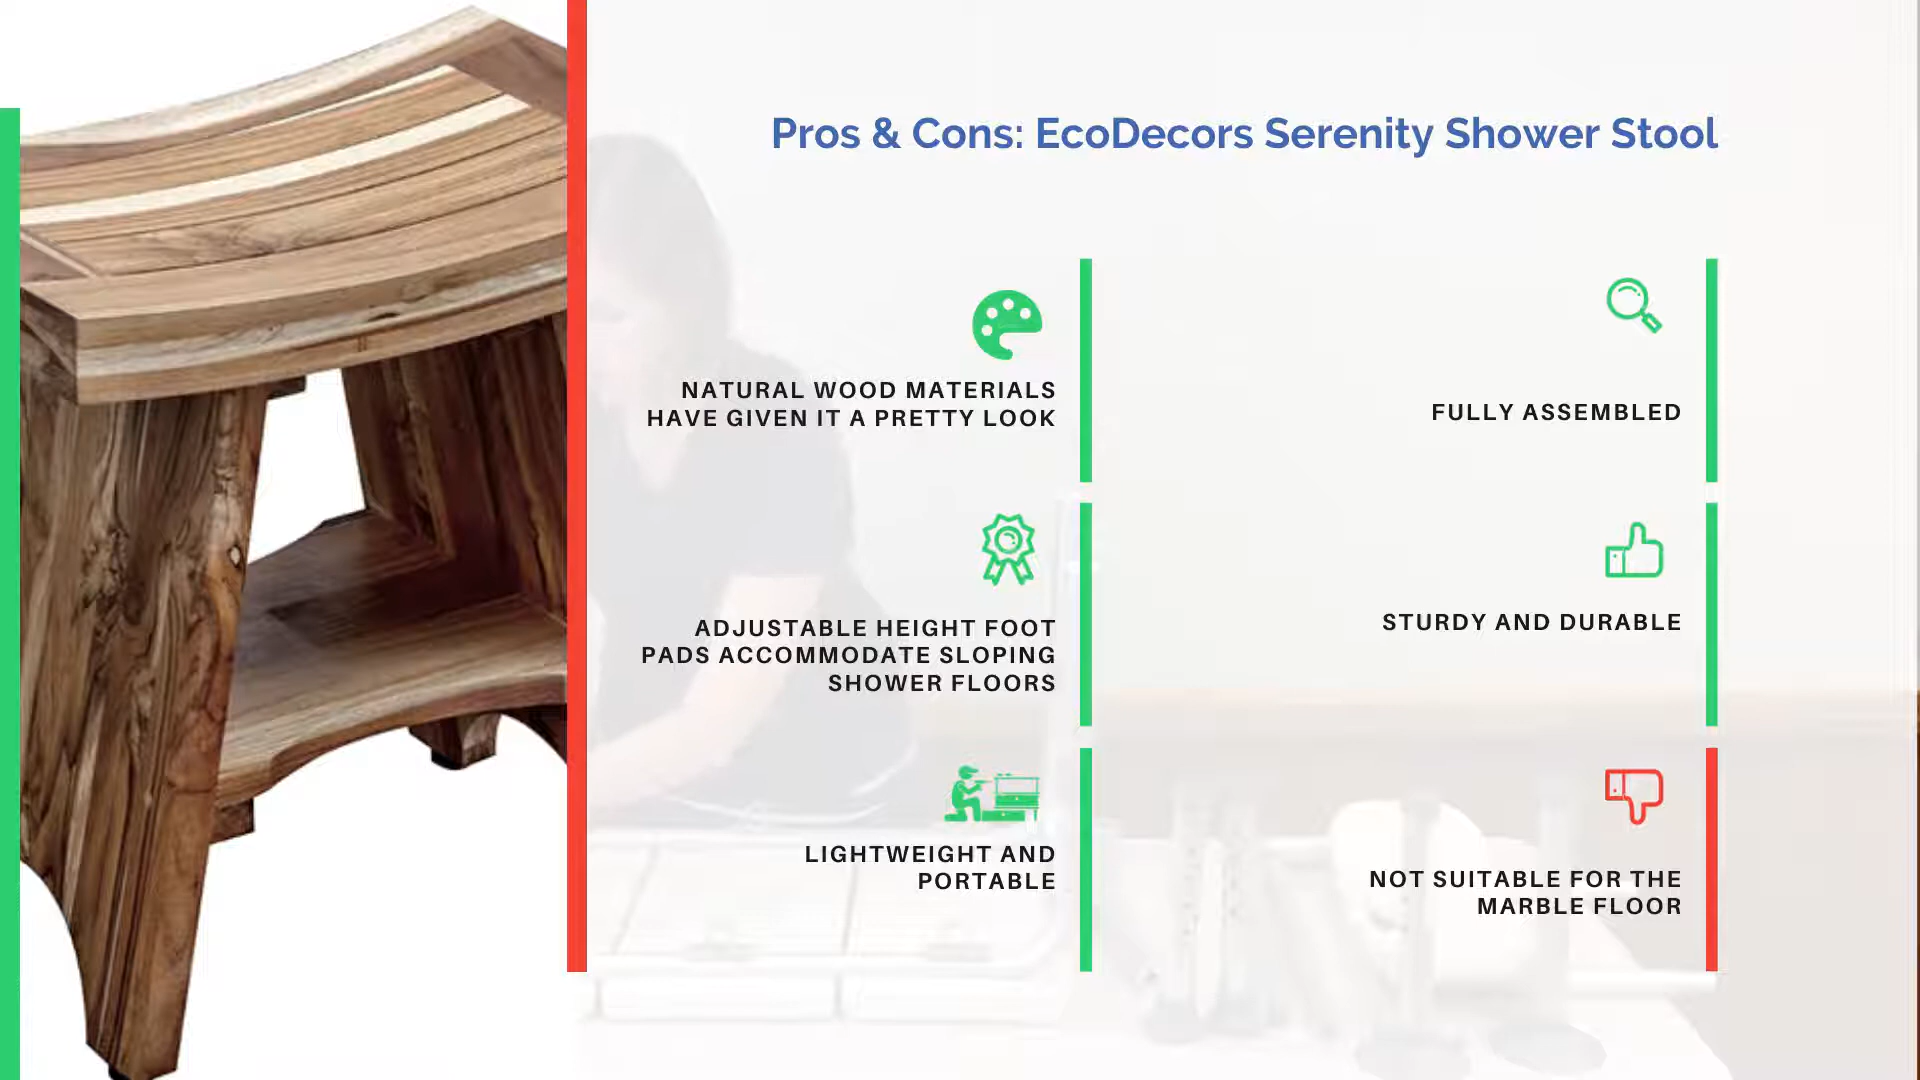 Pros & Cons: EcoDecors Serenity Shower Stool
NATURAL WOOD MATERIALS
HAVE GIVEN IT A PRETTY LOOK
FULLY ASSEMBLED
ADJUSTABLE HEIGHT FOOT
PADS ACCOMMODATE SLOPING
SHOWER FLOORS
STURDY AND DURABLE
LIGHTWEIGHT AND
PORTABLE
NOT SUITABLE FOR THE
MARBLE FLOOR